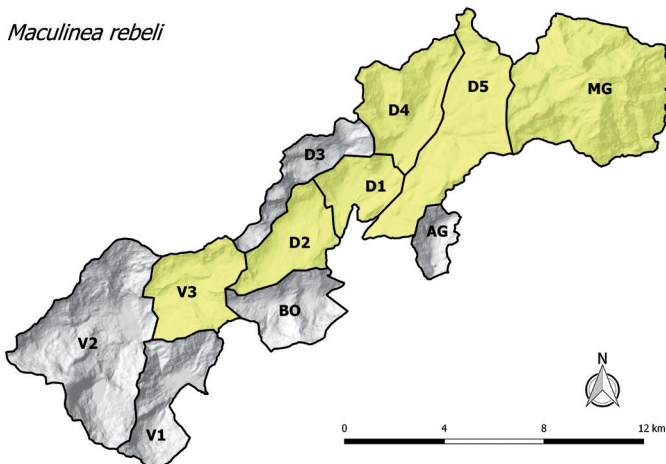 Maculinea rebeli
D5
MG
D4
D3
D1
AG
D2
V3
BO
V2
V1
N
0 4 8 12 km